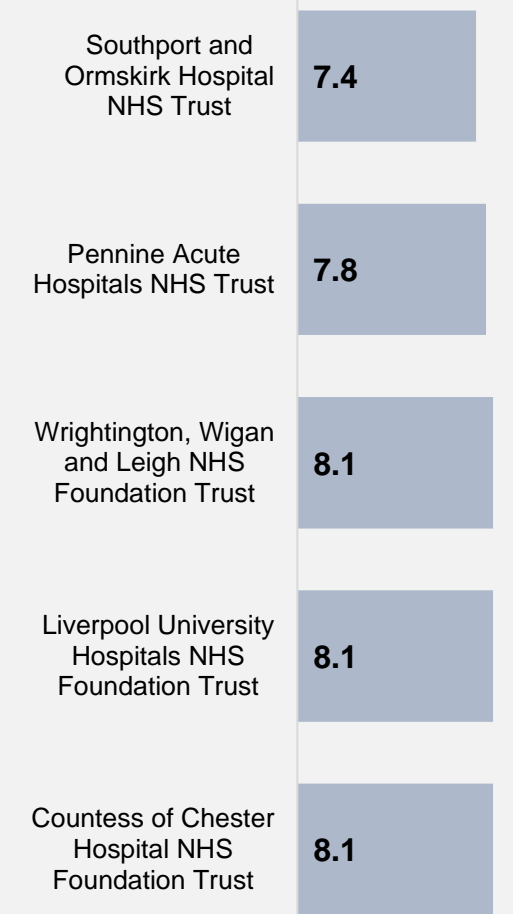 Southport and
Ormskirk Hospital
NHS Trust
7.4
Pennine Acute
Hospitals NHS Trust
7.8
Wrightington, Wigan
and Leigh NHS
Foundation Trust
8.1
Liverpool University
Hospitals NHS
Foundation Trust
8.1
Countess of Chester
Hospital NHS
Foundation Trust
8.1